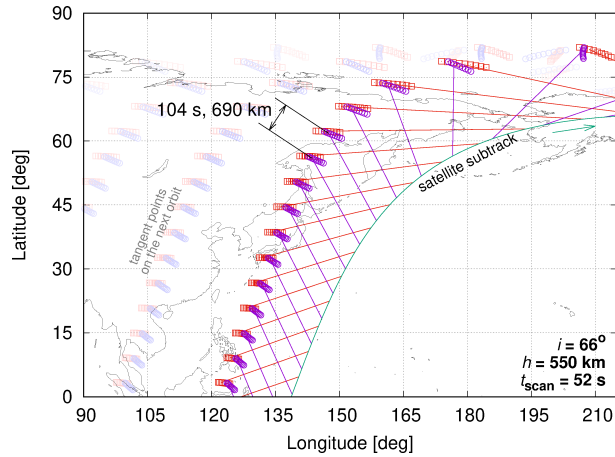 90
75
60
45
30
15
0
Latitude [deg]
104 s, 690 km
satellite subtrack
tangent points
on the next orbit
i = 66°
h = 550 km
tscan = 52 s
90 105 120 135 150 165 180 195 210
Longitude [deg]